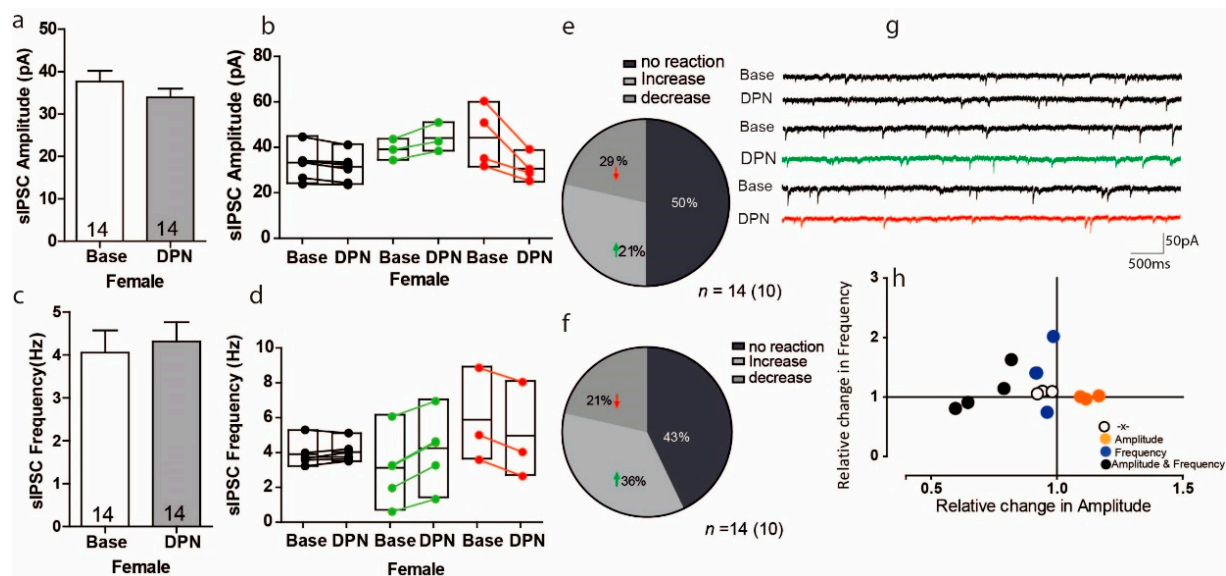 a
sIPSC Amplitude (pA)
50
40
30
20
10
0
14
14
Base
DPN
Female
b
sIPSC Amplitude (pA)
80
60
40
20
0
Base DPN
Base DPN
Base DPN
Female
c
sIPSC Frequency(Hz)
5
4
3
2
1
0
14
14
Base
DPN
Female
d
sIPSC Frequency (Hz)
10
8
6
4
2
0
Base DPN
Base DPN
Base DPN
Female
e
no reaction
Increase
decrease
29 %
50%
21%
n = 14 (10)
f
no reaction
Increase
decrease
21 %
43%
36%
n =14 (10)
g
Base
DPN
Base
DPN
Base
DPN
50pA
500ms
h
Relative change in Frequency
3
2
1
0
0.5
1.0
1.5
Relative change in Amplitude
-x-
Amplitude
Frequency
Amplitude & Frequency